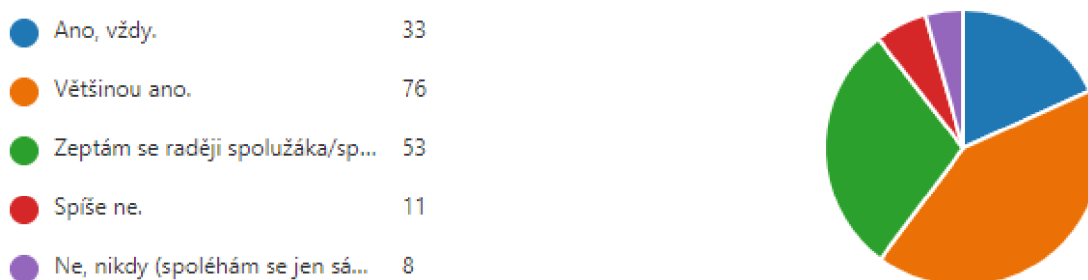 Ano, vždy. 33
Většinou ano. 76
Zeptám se raději spolužáka/sp... 53
Spíše ne. 11
Ne, nikdy (spoléhám se jen sá... 8